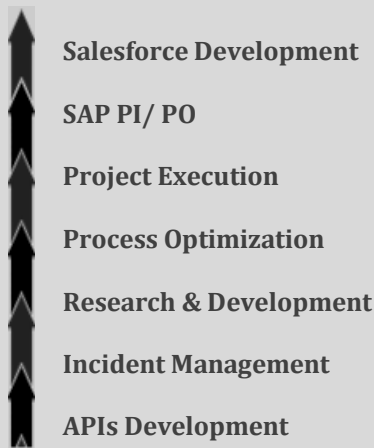 Salesforce Development
SAP PI/ PO
Project Execution
Process Optimization
Research & Development
Incident Management
APIs Development